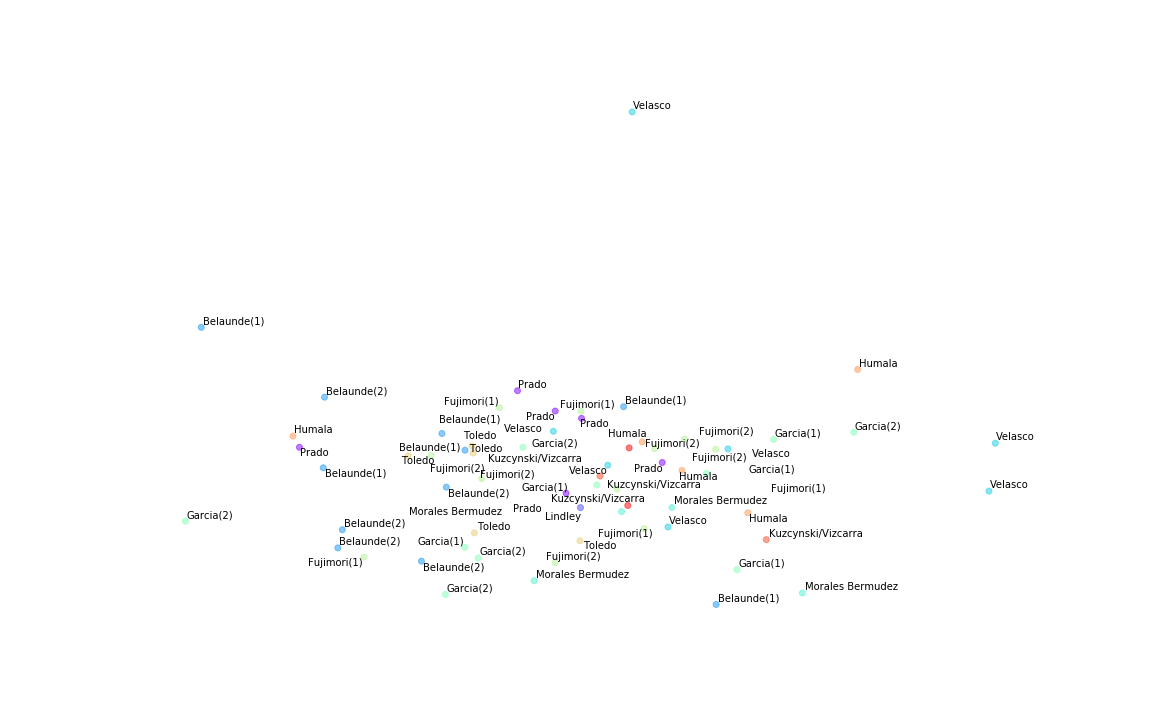 Velasco
Belaunde(1)
Humala
Prado
Belaunde(2)
Belaunde(1)
Fujimori(1)
Fujimori(1)
Prado
Belaunde(1)
Prado
Garcia(2)
Humala
Velasco
Toledo
Humala
Fujimori(2)
Garcia(1)
Velasco
Garcia(2)
Fujimori(2)
Belaunde(1)
Toledo
Prado
Kuzcynski/Vizcarra
Fujimori(2)
Velasco
Toledo
Fujimori(2)
Velasco
Prado
Garcia(1)
Belaunde(1)
Fujimori(2)
Humala
Kuzcynski/Vizcarra
Velasco
Garcia(1)
Fujimori(1)
Belaunde(2)
Kuzcynski/Vizcarra
Morales Bermudez
Prado
Morales Bermudez
Garcia(2)
Lindley
Belaunde(2)
Toledo
Velasco
Humala
Fujimori(1)
Kuzcynski/Vizcarra
Belaunde(2)
Garcia(1)
Toledo
Garcia(2)
Fujimori(2)
Fujimori(1)
Belaunde(2)
Garcia(1)
Morales Bermudez
Garcia(2)
Morales Bermudez
Belaunde(1)